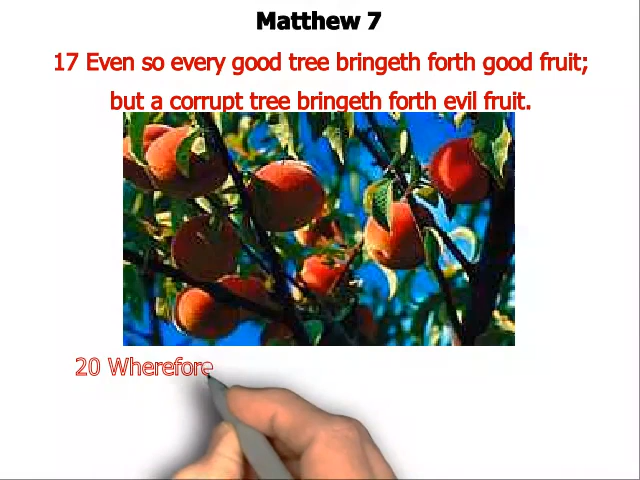 Matthew 7
17 Even so every good tree bringeth forth good fruit;
but a corrupt tree bringeth forth evil fruit.
20 Wherefore